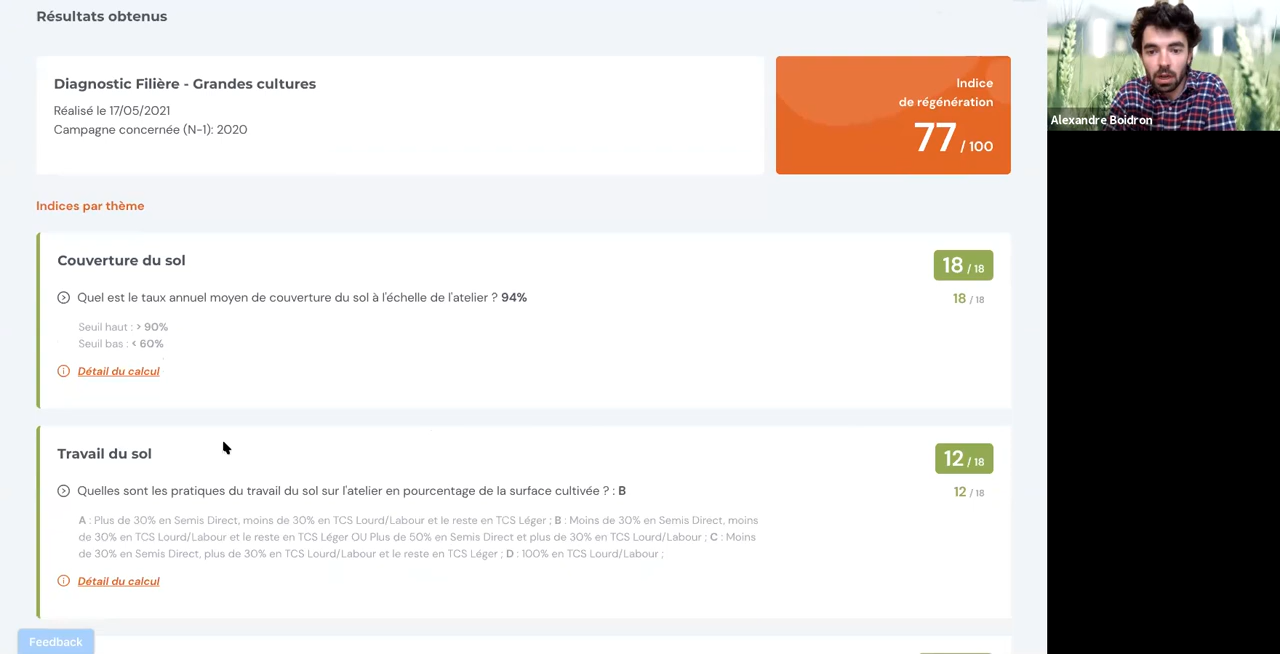 Résultats obtenus
Diagnostic Filière - Grandes cultures
Réalisé le 17/05/2021
Campagne concernée (N-1): 2020
Indice
de régénération
77 / 100
Alexandre Boidron
Indices par thème
Couverture du sol
18 / 18
Quel est le taux annuel moyen de couverture du sol à l'échelle de l'atelier ? 94%
18 / 18
Seuil haut : > 90%
Seuil bas : < 60%
Détail du calcul
Travail du sol
12 / 18
Quelles sont les pratiques du travail du sol sur l'atelier en pourcentage de la surface cultivée ? : B
12 / 18
A : Plus de 30% en Semis Direct, moins de 30% en TCS Lourd/Labour et le reste en TCS Léger ; B : Moins de 30% en Semis Direct, moins
de 30% en TCS Lourd/Labour et le reste en TCS Léger OU Plus de 50% en Semis Direct et plus de 30% en TCS Lourd/Labour ; C : Moins
de 30% en Semis Direct, plus de 30% en TCS Lourd/Labour et le reste en TCS Léger ; D : 100% en TCS Lourd/Labour ;
Détail du calcul
Feedback